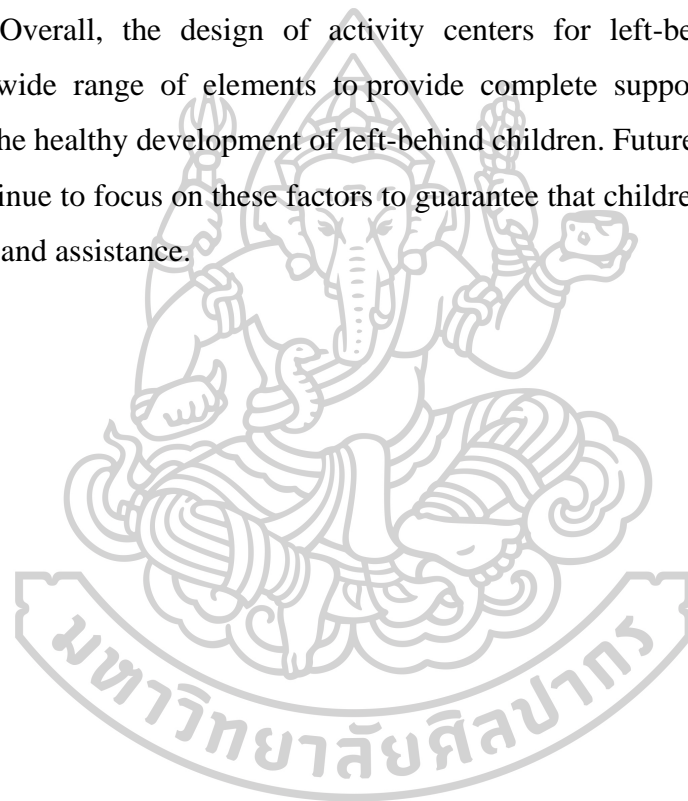 Overall, the design of activity centers for left-be
wide range of elements to provide complete suppo
he healthy development of left-behind children. Future
inue to focus on these factors to guarantee that childre
and assistance.
มหาวิทยาลัยศิลปากร